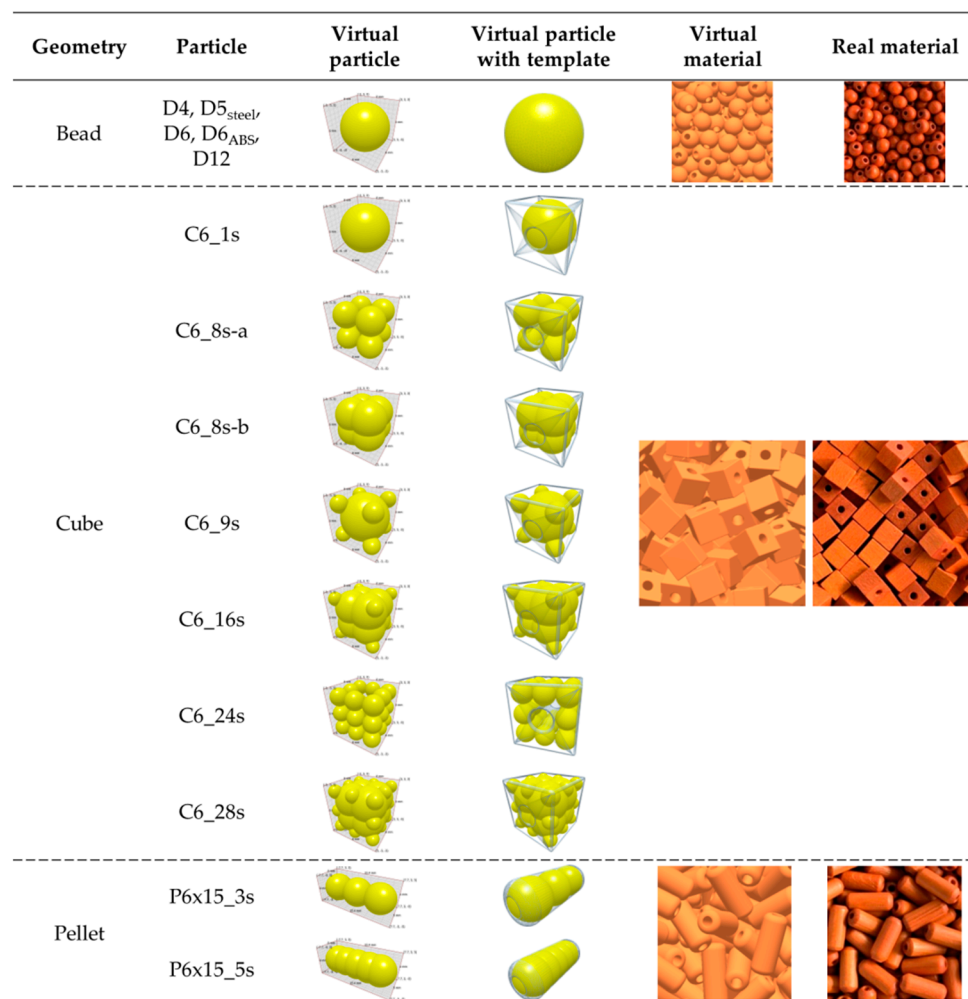 Geometry Particle Virtual particle Virtual particle with template Virtual material Real material
Bead
D4, D5steel,
D6, D6ABS,
D12
C6_1s
C6_8s-a
C6_8s-b
Cube C6_9s
C6_16s
C6_24s
C6_28s
P6x15_3s
Pellet
P6x15_5s